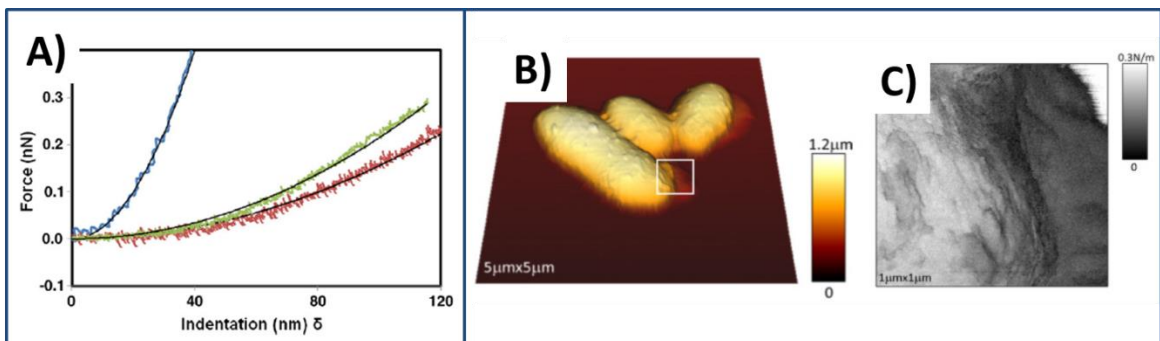 A)
0.3
0.2
0.1
0.0
-0.1
Force (nN)
0
40
80
120
Indentation (nm) δ
B)
5µmx5µm
1.2µm
0
C)
1µmx1µm
0.3N/m
0